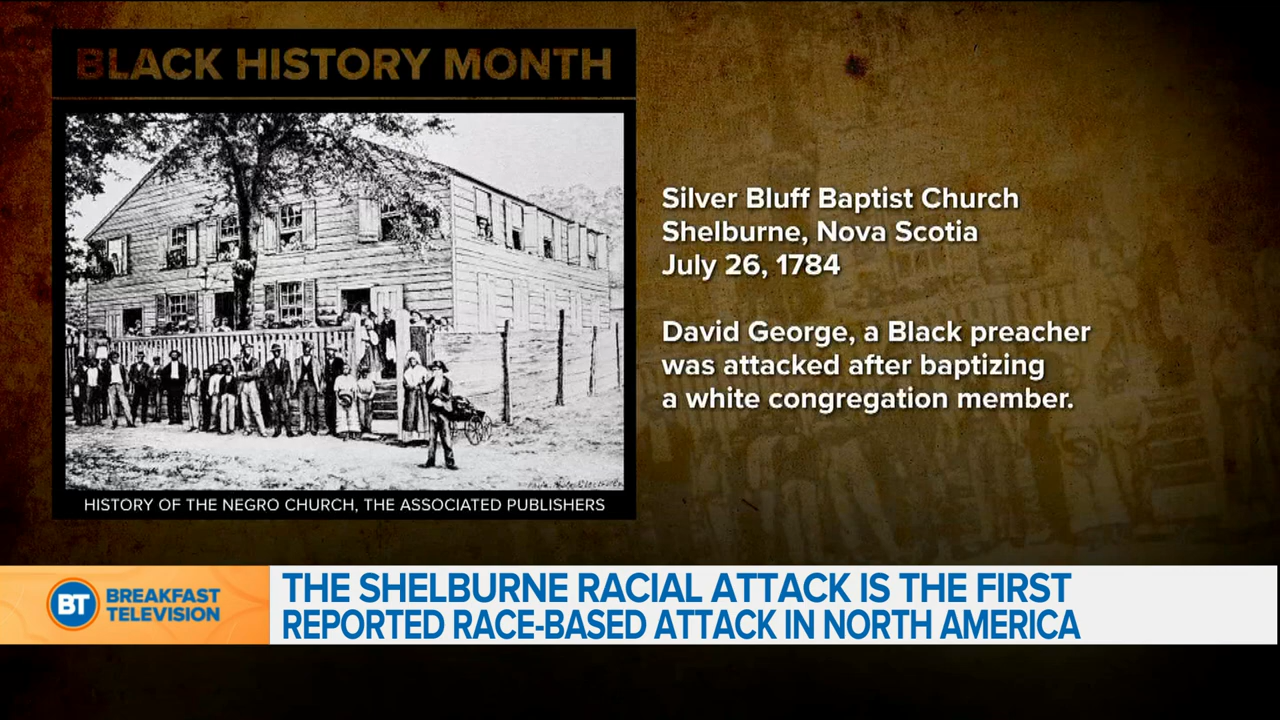 BLACK HISTORY MONTH
HISTORY OF THE NEGRO CHURCH, THE ASSOCIATED PUBLISHERS
Silver Bluff Baptist Church
Shelburne, Nova Scotia
July 26, 1784
David George, a Black preacher
was attacked after baptizing
a white congregation member.
BT
BREAKFAST
TELEVISION
THE SHELBURNE RACIAL ATTACK IS THE FIRST
REPORTED RACE-BASED ATTACK IN NORTH AMERICA